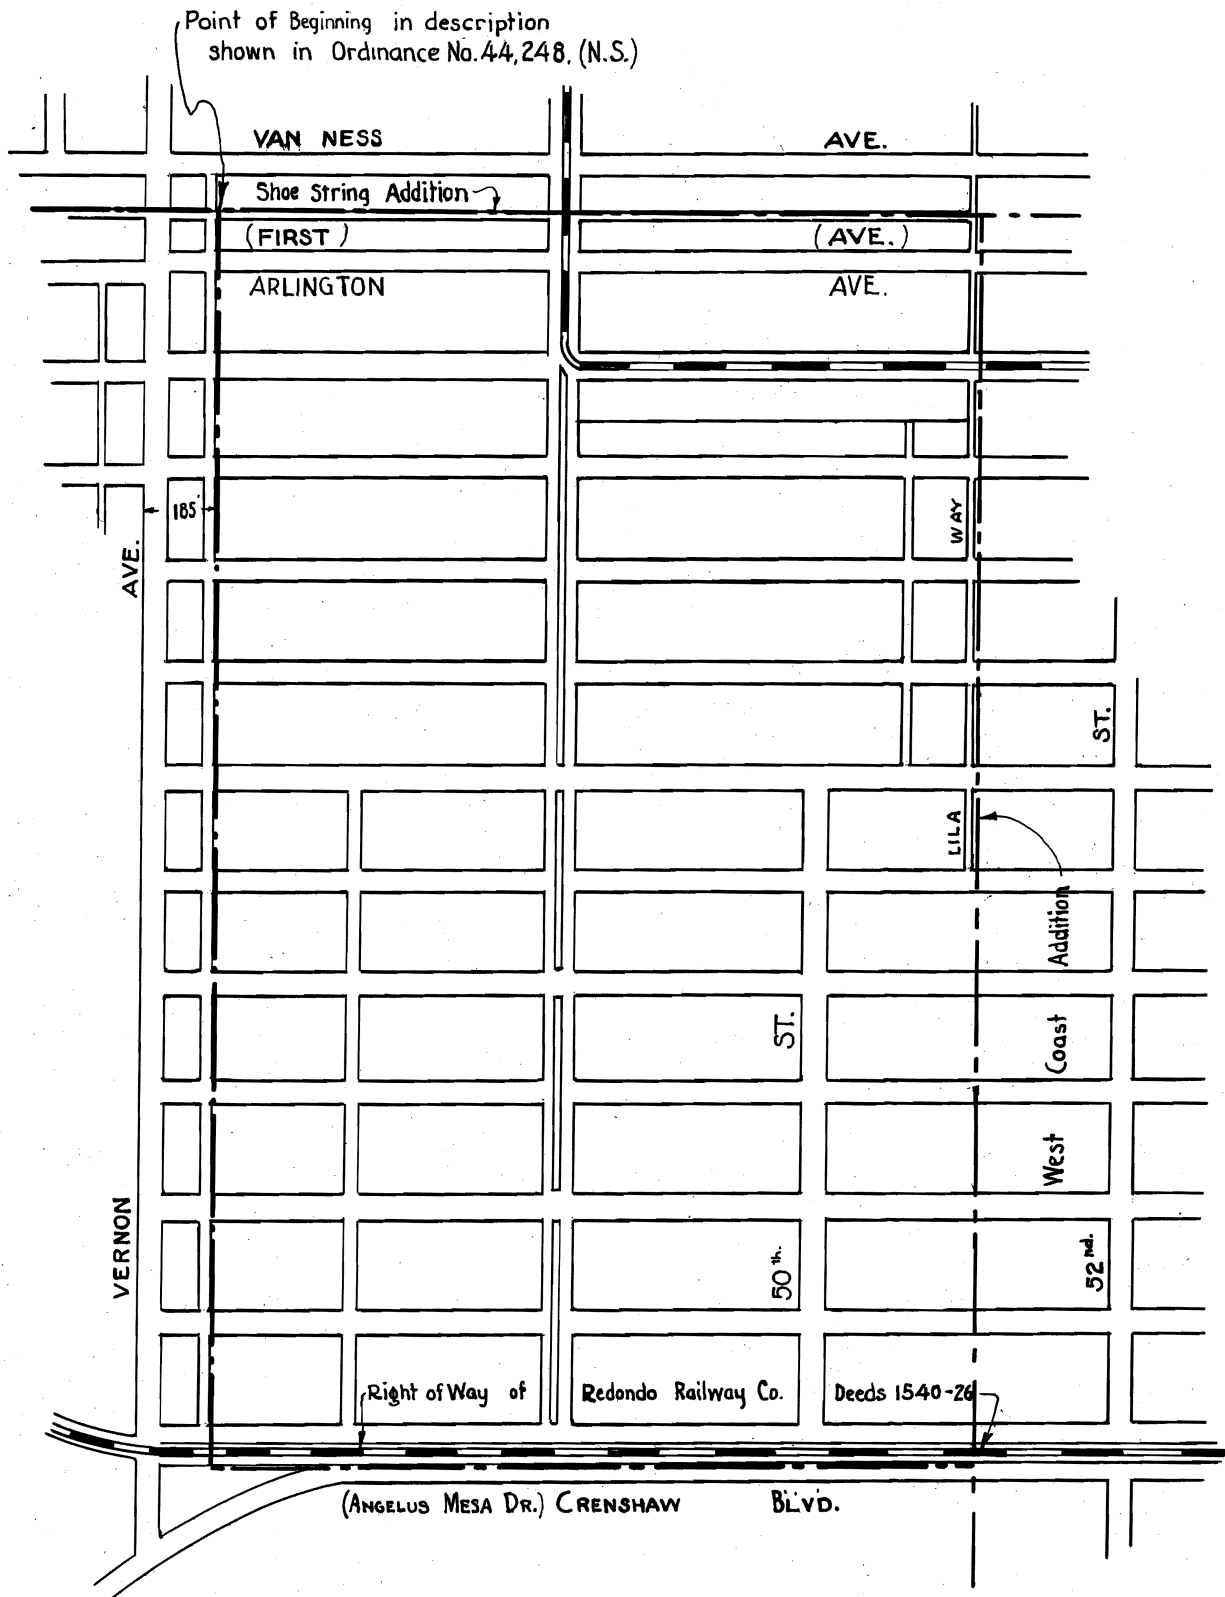 Point of Beginning in description
shown in Ordinance No. 44,248, (N.S.)
VAN NESS AVE.
Shoe String Addition
(FIRST) (AVE.)
ARLINGTON AVE.
185'
WAY
AVE.
ST.
LILA
Addition
ST.
Coast
West
VERNON
50th.
52nd.
Right of Way of Redondo Railway Co. Deeds 1540-26
(ANGELUS MESA DR.) CRENSHAW BLVD.